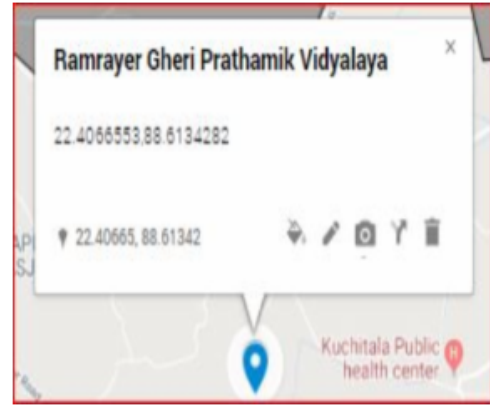 Ramrayer Gheri Prathamik Vidyalaya
x
22.4066553,88.6134282
22.40665, 88.61342
Kuchitala Public
health center
H